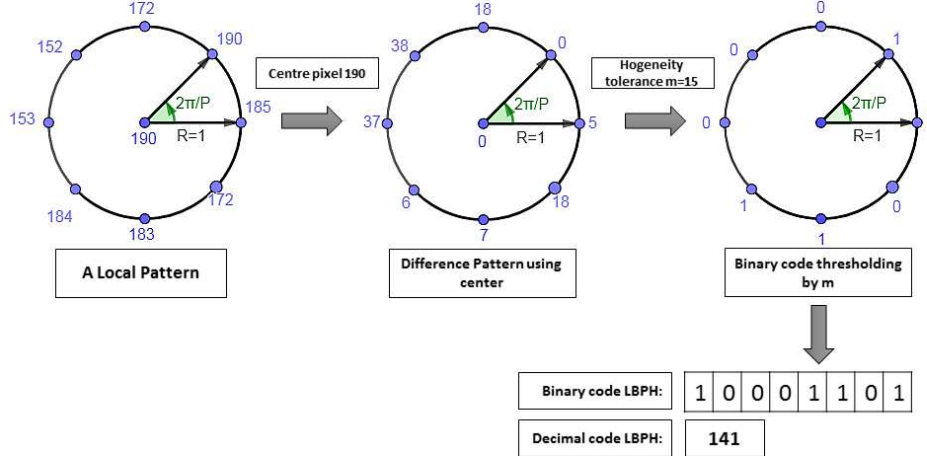 172
152
190
153
2π/P
185
190
R=1
184
172
183
A Local Pattern
Centre pixel 190
18
38
0
37
2π/P
5
0
R=1
6
18
7
Difference Pattern using
center
Hogeneity
tolerance m=15
0
0
1
0
2π/P
R=1
1
0
1
Binary code thresholding
by m
Binary code LBPH:
1 0 0 0 1 1 0 1
Decimal code LBPH:
141